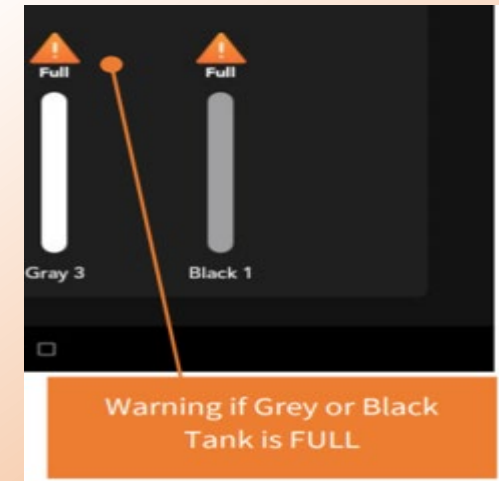 Full Full
Gray 3 Black 1
Warning if Grey or Black
Tank is FULL